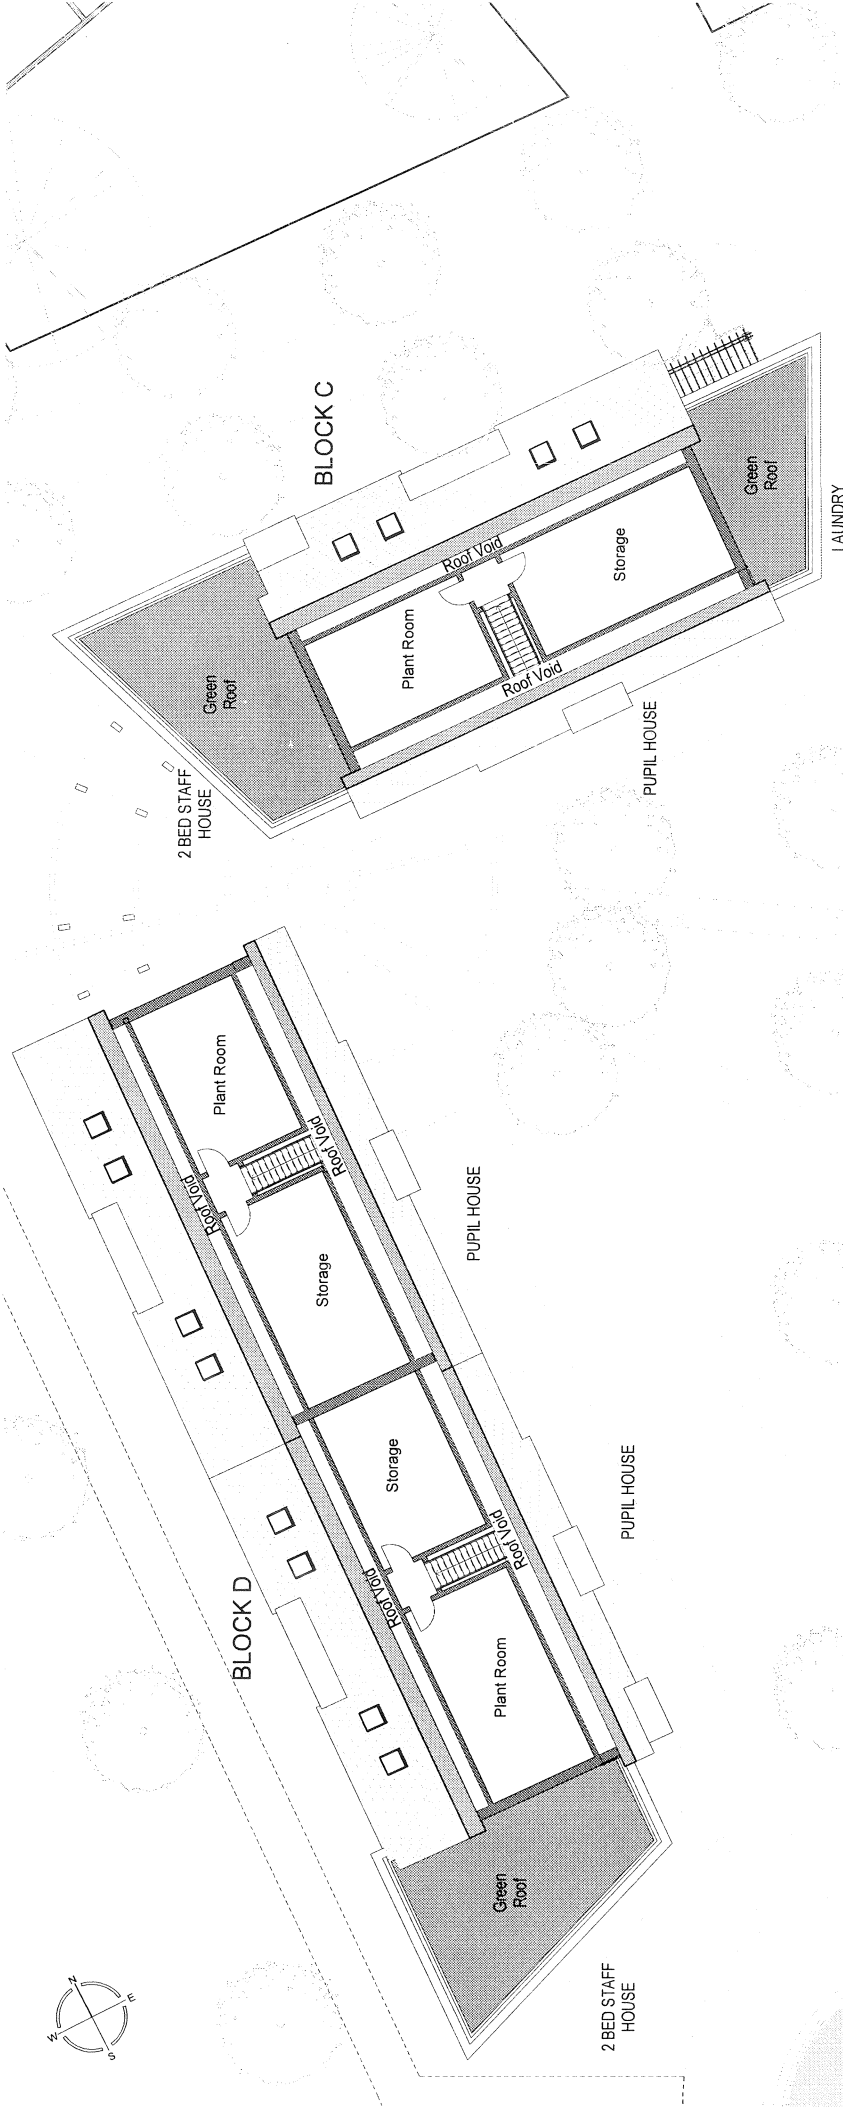 BLOCK C
Green
Roof
LAUNDRY
Roof Void
Storage
Plant Room
Roof Void
Green
Roof
PUPIL HOUSE
2 BED STAFF
HOUSE
Plant Room
Roof Void
Roof Void
PUPIL HOUSE
Storage
Storage
PUPIL HOUSE
Roof Void
Roof Void
BLOCK D
Plant Room
Green
Roof
2 BED STAFF
HOUSE
N
E
W
S